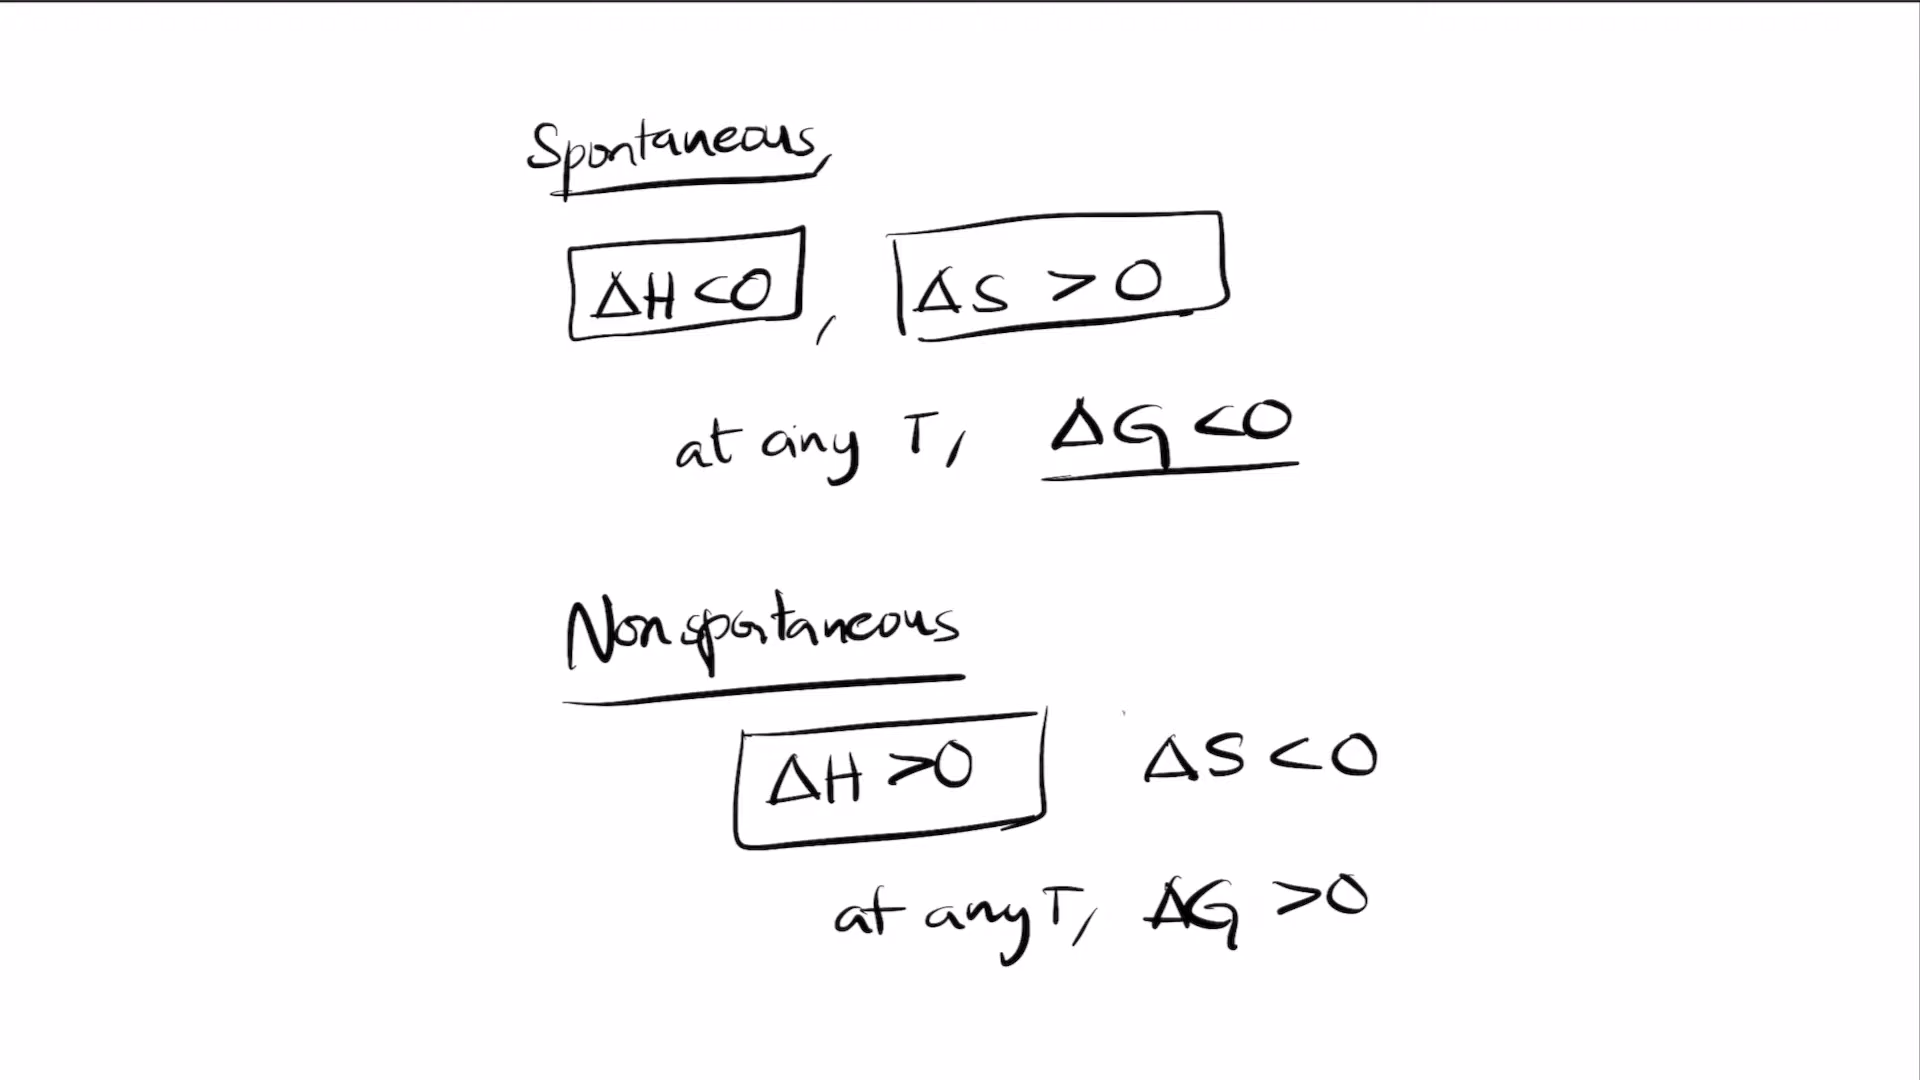 Spontaneous,
ΔH<0, ΔS > 0
at any T, ΔG <0
Nonspontaneous
ΔH >0 ΔS < 0
at any T, ΔG >0